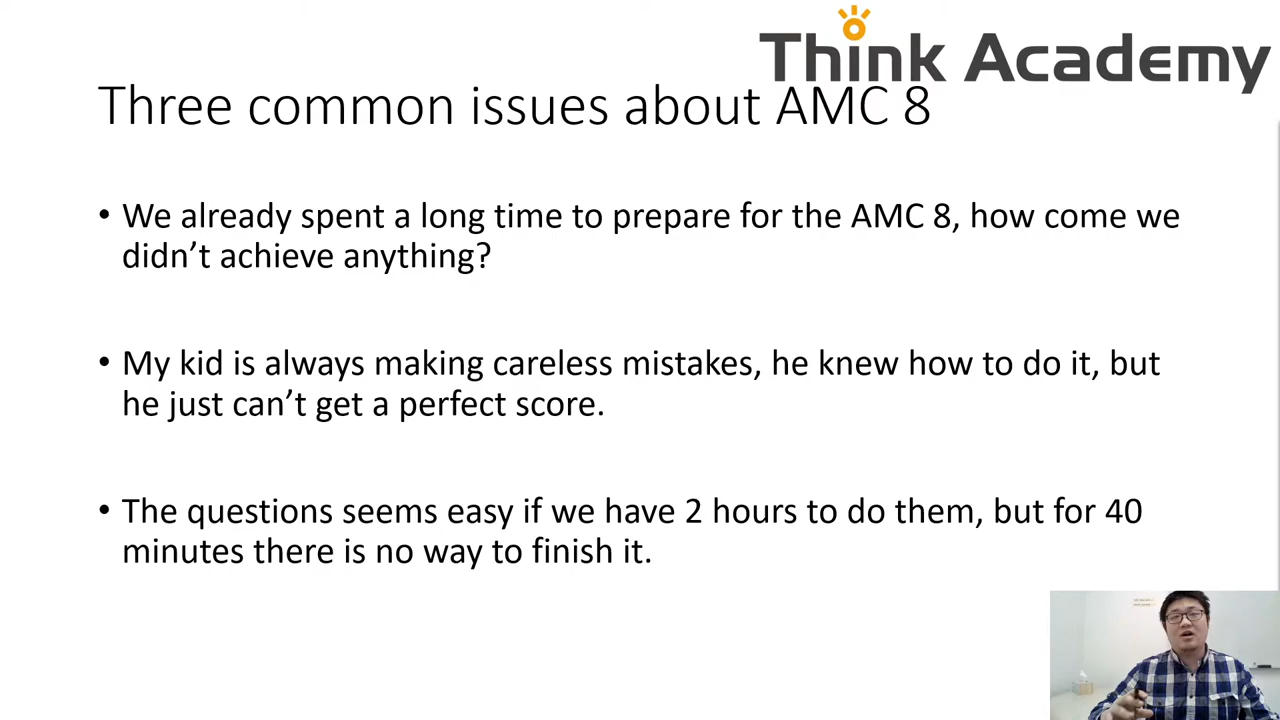 Think Academy
Three common issues about AMC 8
• We already spent a long time to prepare for the AMC 8, how come we
didn't achieve anything?
• My kid is always making careless mistakes, he knew how to do it, but
he just can't get a perfect score.
• The questions seems easy if we have 2 hours to do them, but for 40
minutes there is no way to finish it.